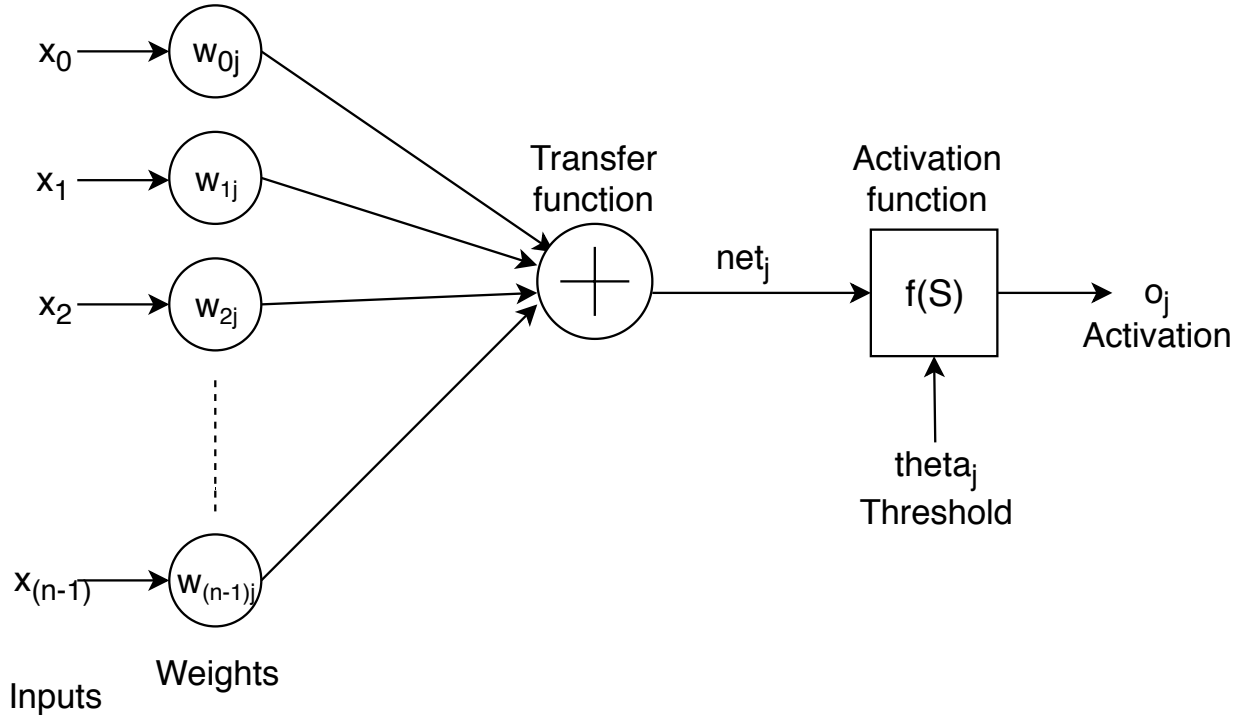 x0
w0j
x1
w1j
x2
w2j
x(n-1)
w(n-1)j
Inputs
Weights
Transfer
function
netj
Activation
function
f(S)
thetaj
Threshold
oj
Activation